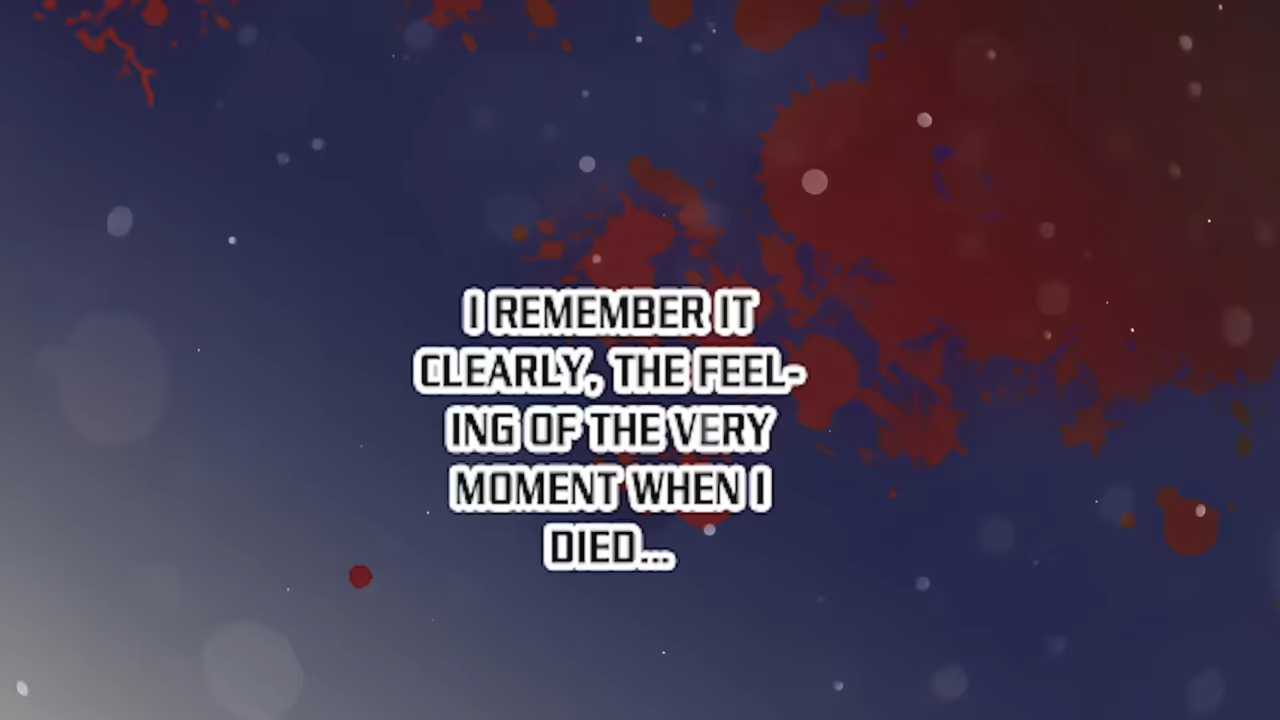 I REMEMBER IT
CLEARLY, THE FEEL-
ING OF THE VERY
MOMENT WHEN I
DIED...